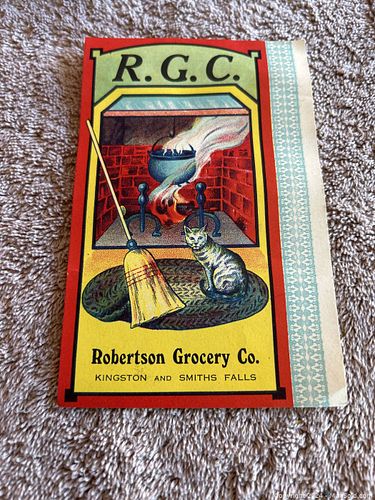 R. G. C.
Robertson Grocery Co.
KINGSTON AND SMITHS FALLS